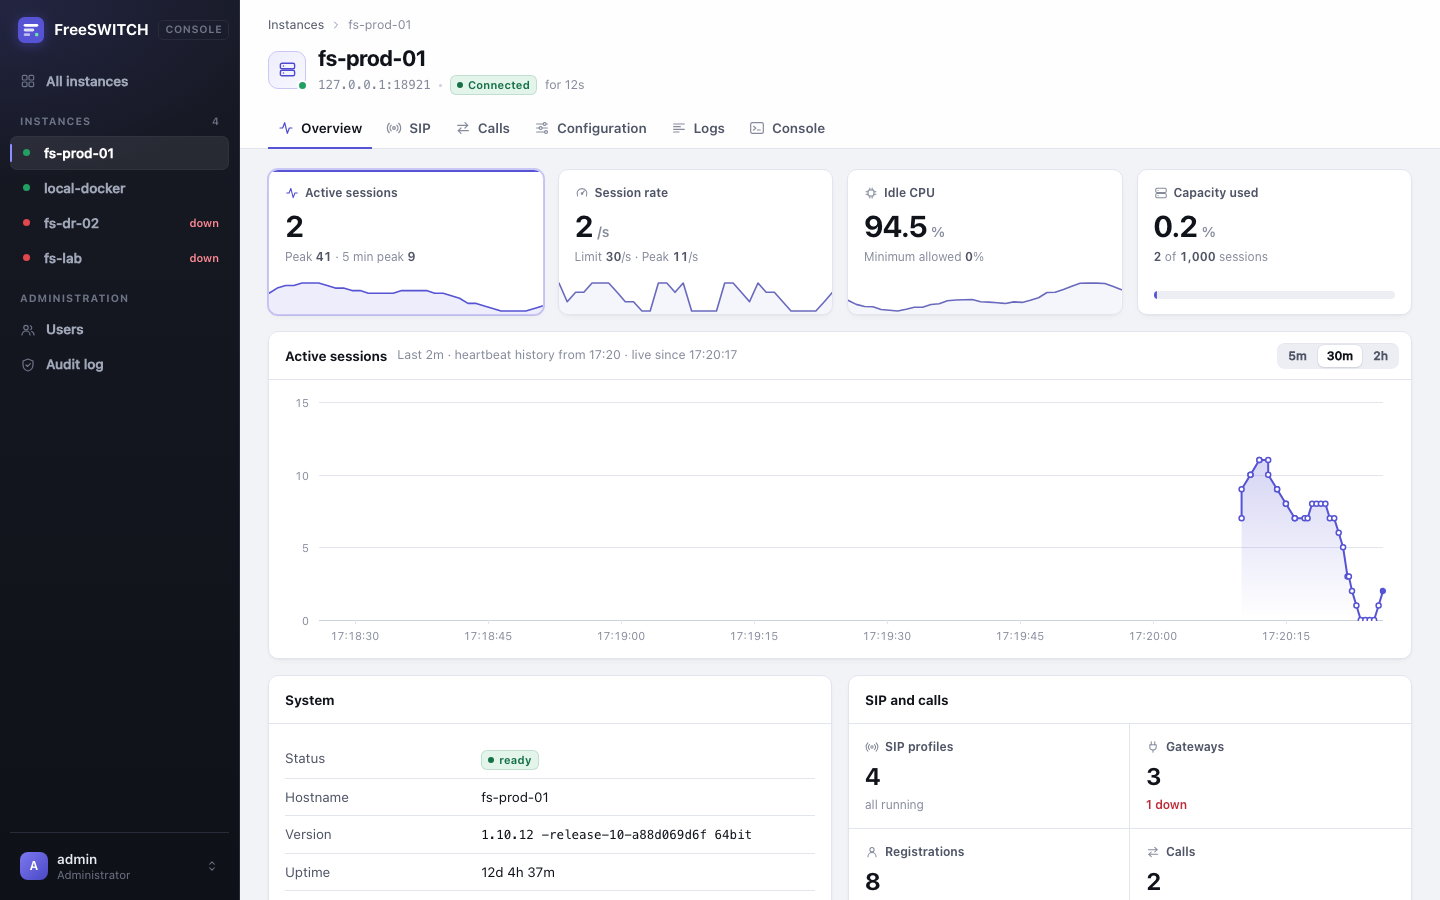 FreeSWITCH CONSOLE
All instances
INSTANCES 4
fs-prod-01
local-docker
fs-dr-02 down
fs-lab down
ADMINISTRATION
Users
Audit log
A
admin
Administrator
Instances > fs-prod-01
fs-prod-01
127.0.0.1:18921 • Connected for 12s
Overview SIP Calls Configuration Logs Console
Active sessions
2
Peak 41 · 5 min peak 9
Session rate
2 /s
Limit 30/s · Peak 11/s
Idle CPU
94.5 %
Minimum allowed 0%
Capacity used
0.2 %
2 of 1,000 sessions
Active sessions Last 2m · heartbeat history from 17:20 · live since 17:20:17
5m 30m 2h
15
10
5
0
17:18:30 17:18:45 17:19:00 17:19:15 17:19:30 17:19:45 17:20:00 17:20:15
System
Status ready
Hostname fs-prod-01
Version 1.10.12 -release-10-a88d069d6f 64bit
Uptime 12d 4h 37m
SIP and calls
SIP profiles
4
all running
Gateways
3
1 down
Registrations
8
Calls
2